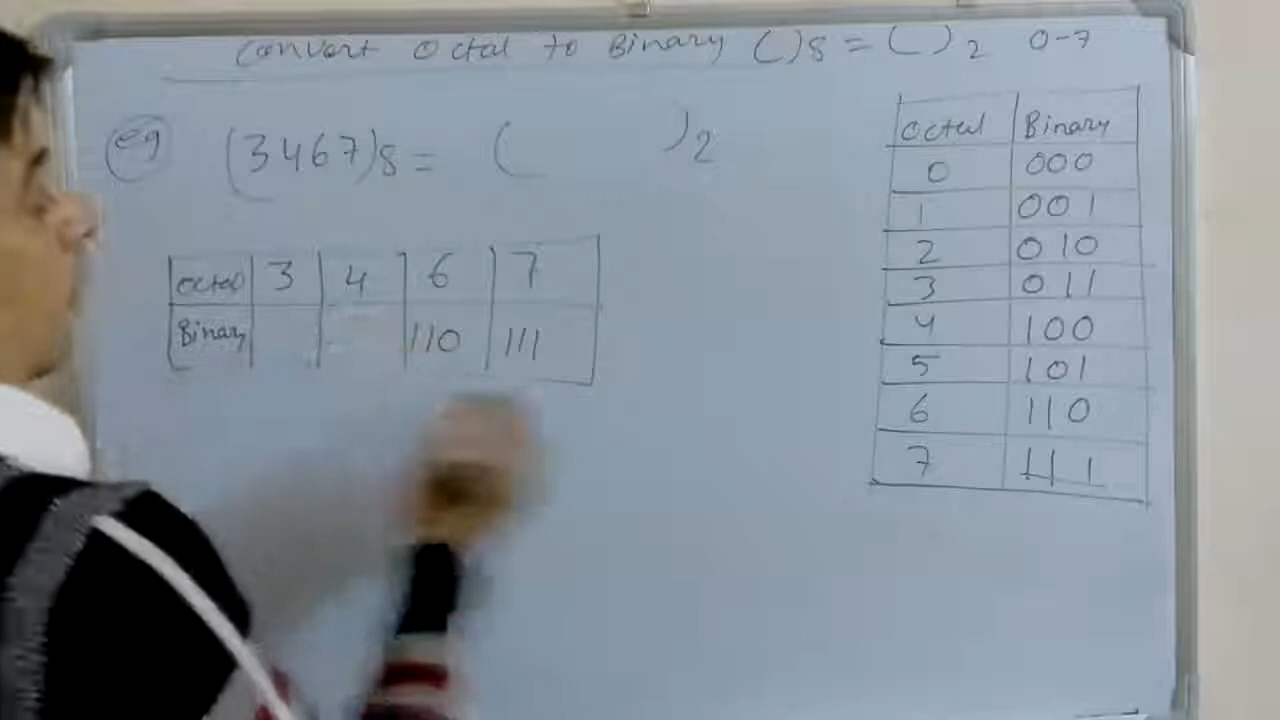 Convert Octal to Binary ( )8 = ( )2 0-7
eg (3467)8 = ( )2
Octal 3 4 6 7
Binary 110 111
Octal Binary
0 000
1 001
2 010
3 011
4 100
5 101
6 110
7 111